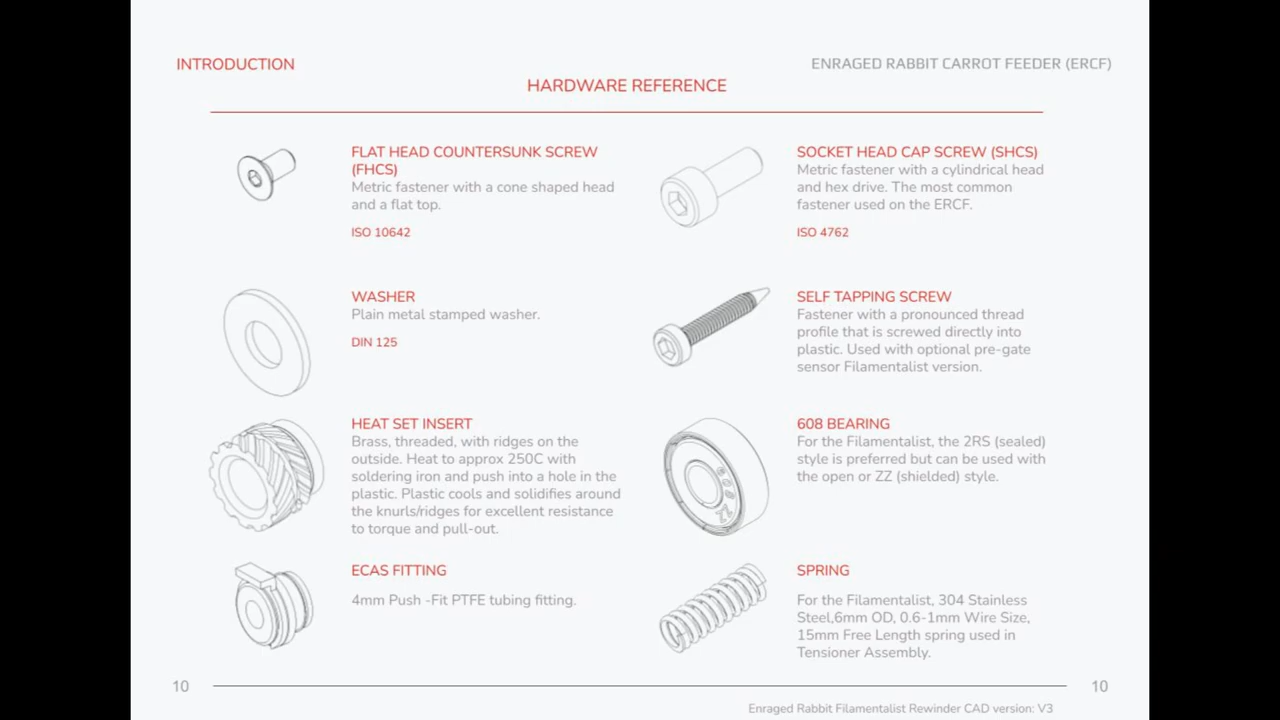 INTRODUCTION
ENRAGED RABBIT CARROT FEEDER (ERCF)
HARDWARE REFERENCE
FLAT HEAD COUNTERSUNK SCREW
(FHCS)
Metric fastener with a cone shaped head
and a flat top.
ISO 10642
SOCKET HEAD CAP SCREW (SHCS)
Metric fastener with a cylindrical head
and hex drive. The most common
fastener used on the ERCF.
ISO 4762
WASHER
Plain metal stamped washer.
DIN 125
SELF TAPPING SCREW
Fastener with a pronounced thread
profile that is screwed directly into
plastic. Used with optional pre-gate
sensor Filamentalist version.
HEAT SET INSERT
Brass, threaded, with ridges on the
outside. Heat to approx 250C with
soldering iron and push into a hole in the
plastic. Plastic cools and solidifies around
the knurls/ridges for excellent resistance
to torque and pull-out.
608 BEARING
For the Filamentalist, the 2RS (sealed)
style is preferred but can be used with
the open or ZZ (shielded) style.
608 ZZ
ECAS FITTING
4mm Push -Fit PTFE tubing fitting.
SPRING
For the Filamentalist, 304 Stainless
Steel,6mm OD, 0.6-1mm Wire Size,
15mm Free Length spring used in
Tensioner Assembly.
10
10
Enraged Rabbit Filamentalist Rewinder CAD version: V3